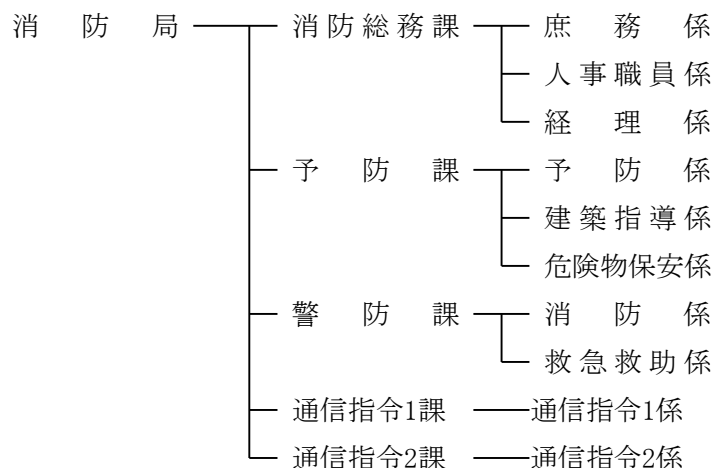 消防局 消防総務課 庶務係
人事職員係
経理係
予防課 予防係
建築指導係
危険物保安係
警防課 消防係
救急救助係
通信指令1課 通信指令1係
通信指令2課 通信指令2係